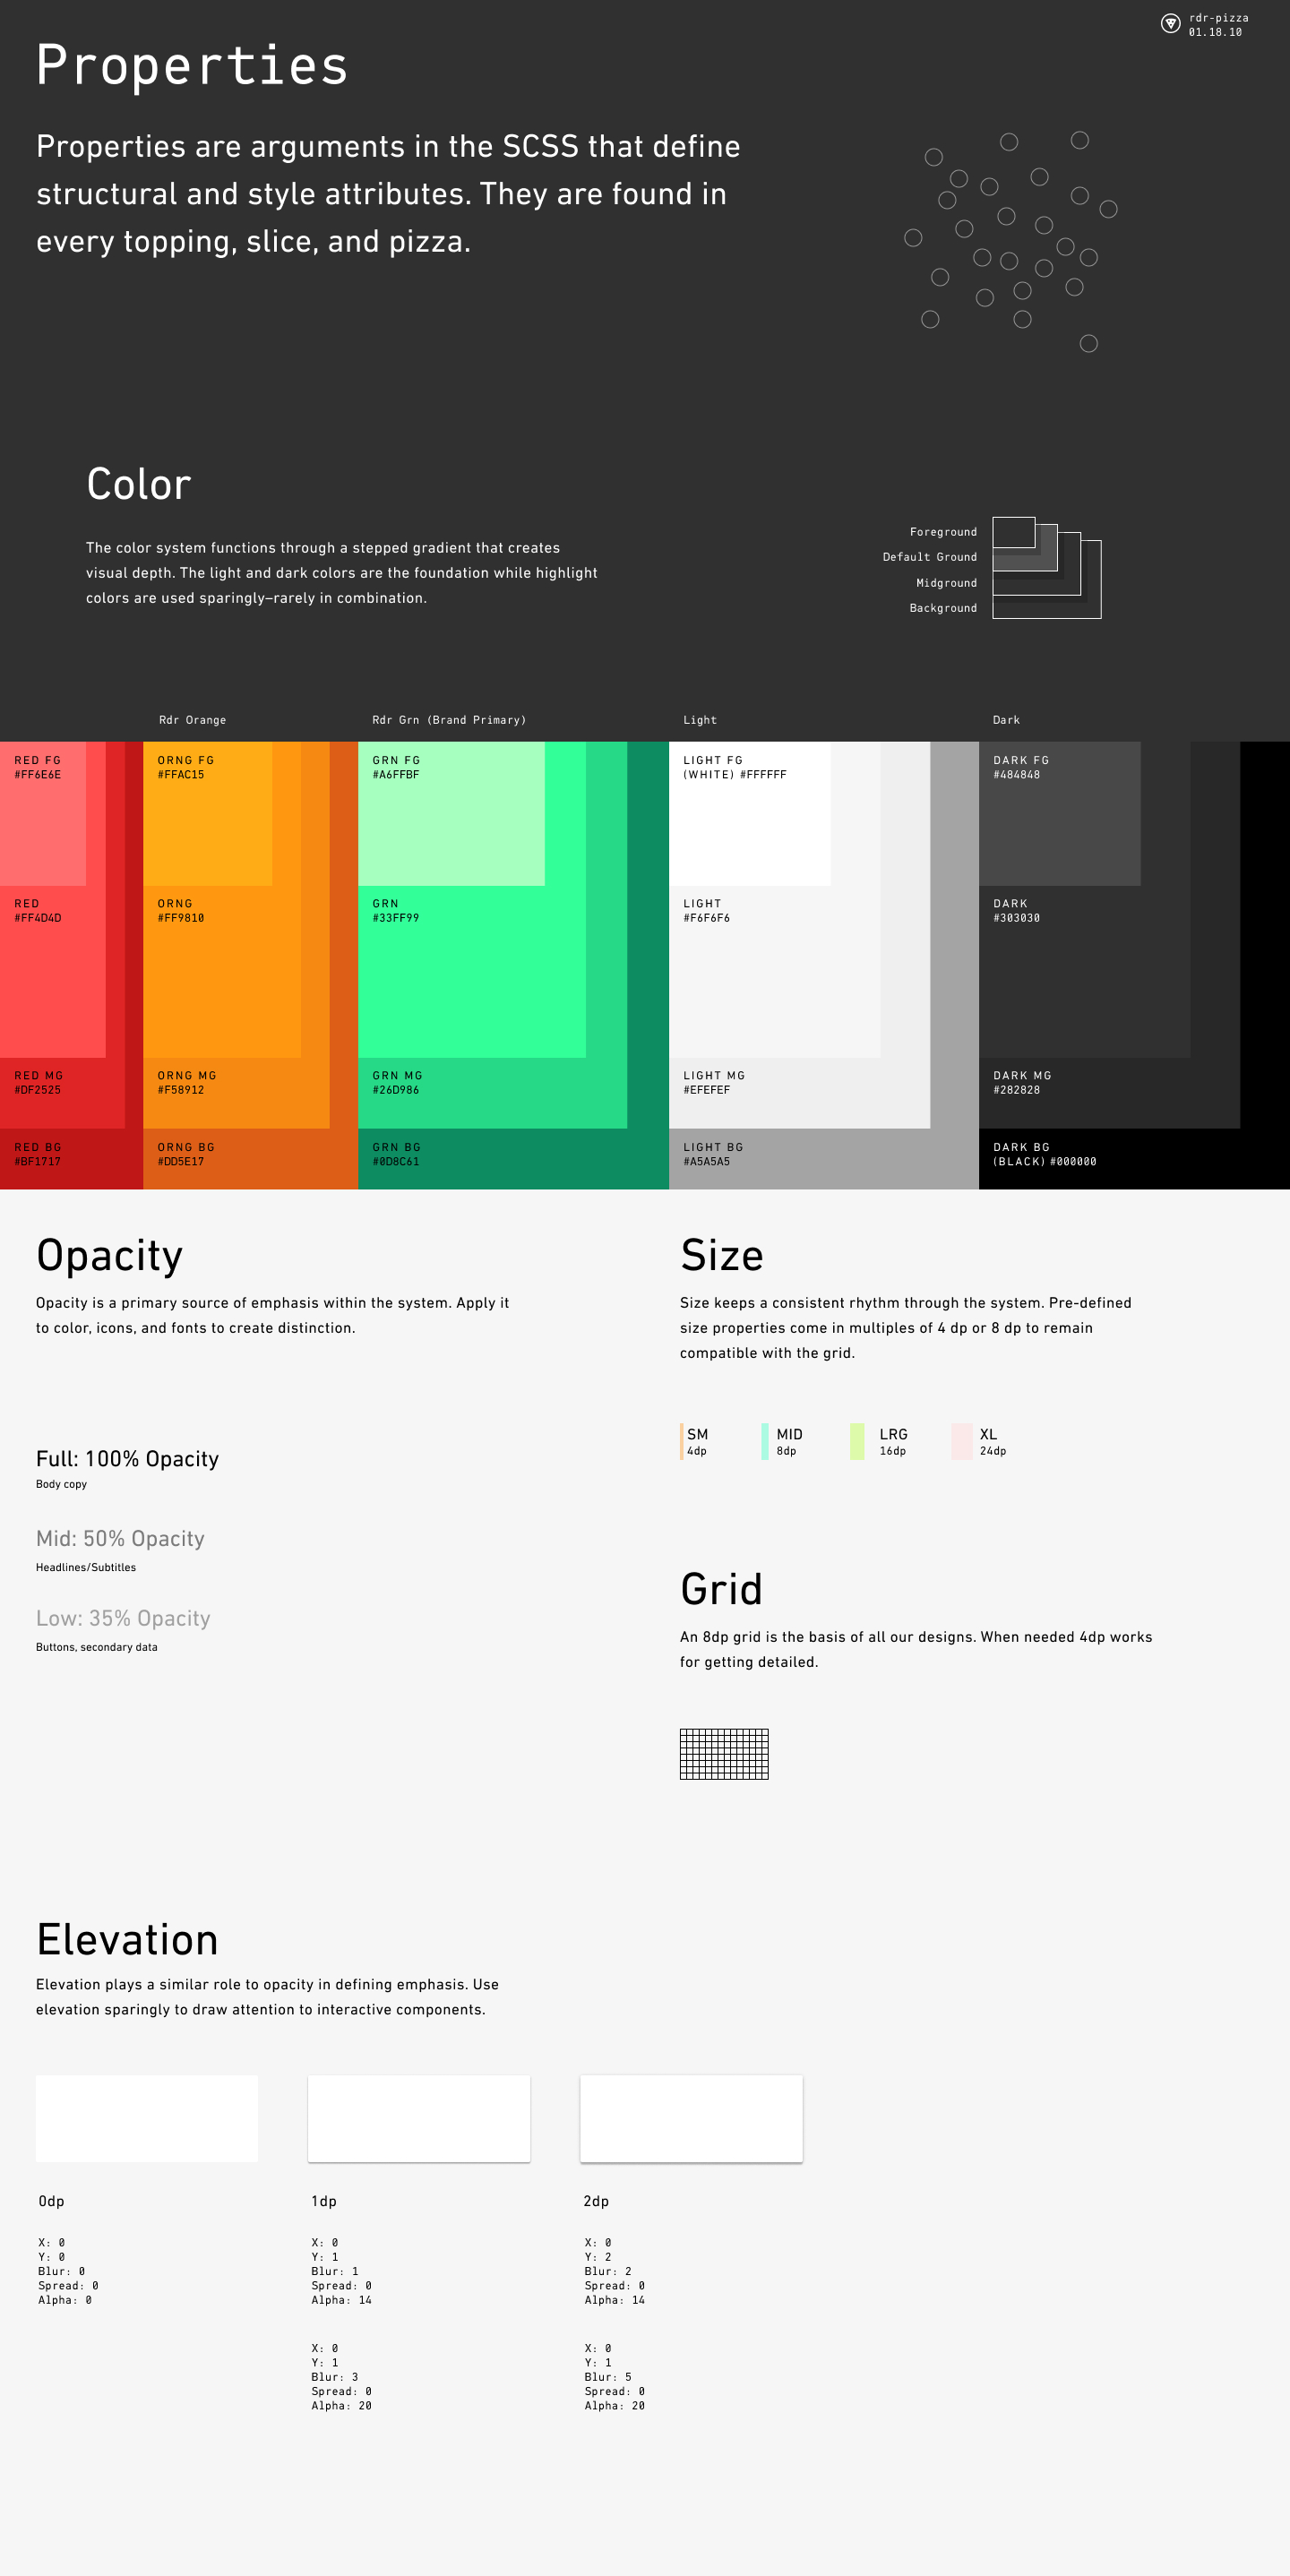 rdr-pizza
01.18.10
Properties
Properties are arguments in the SCSS that define
structural and style attributes. They are found in
every topping, slice, and pizza.
Color
The color system functions through a stepped gradient that creates
visual depth. The light and dark colors are the foundation while highlight
colors are used sparingly–rarely in combination.
Foreground
Default Ground
Midground
Background
Rdr Orange
Rdr Grn (Brand Primary)
Light
Dark
RED FG
#FF6E6E
ORNG FG
#FFAC15
GRN FG
#A6FFBF
LIGHT FG
(WHITE) #FFFFFF
DARK FG
#484848
RED
#FF4D4D
ORNG
#FF9810
GRN
#33FF99
LIGHT
#F6F6F6
DARK
#303030
RED MG
#DF2525
ORNG MG
#F58912
GRN MG
#26D986
LIGHT MG
#EFEFEF
DARK MG
#282828
RED BG
#BF1717
ORNG BG
#DD5E17
GRN BG
#0D8C61
LIGHT BG
#A5A5A5
DARK BG
(BLACK) #000000
Opacity
Opacity is a primary source of emphasis within the system. Apply it
to color, icons, and fonts to create distinction.
Full: 100% Opacity
Body copy
Mid: 50% Opacity
Headlines/Subtitles
Low: 35% Opacity
Buttons, secondary data
Size
Size keeps a consistent rhythm through the system. Pre-defined
size properties come in multiples of 4 dp or 8 dp to remain
compatible with the grid.
SM
4dp
MID
8dp
LRG
16dp
XL
24dp
Grid
An 8dp grid is the basis of all our designs. When needed 4dp works
for getting detailed.
Elevation
Elevation plays a similar role to opacity in defining emphasis. Use
elevation sparingly to draw attention to interactive components.
0dp
X: 0
Y: 0
Blur: 0
Spread: 0
Alpha: 0
1dp
X: 0
Y: 1
Blur: 1
Spread: 0
Alpha: 14
X: 0
Y: 1
Blur: 3
Spread: 0
Alpha: 20
2dp
X: 0
Y: 2
Blur: 2
Spread: 0
Alpha: 14
X: 0
Y: 1
Blur: 5
Spread: 0
Alpha: 20